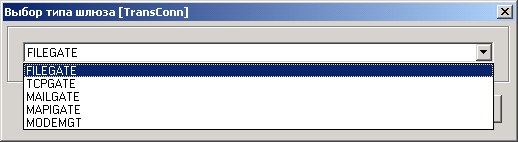 Выбор типа шлюза [TransConn]
FILEGATE
FILEGATE
TCPGATE
MAILGATE
MAPIGATE
MODEMGT